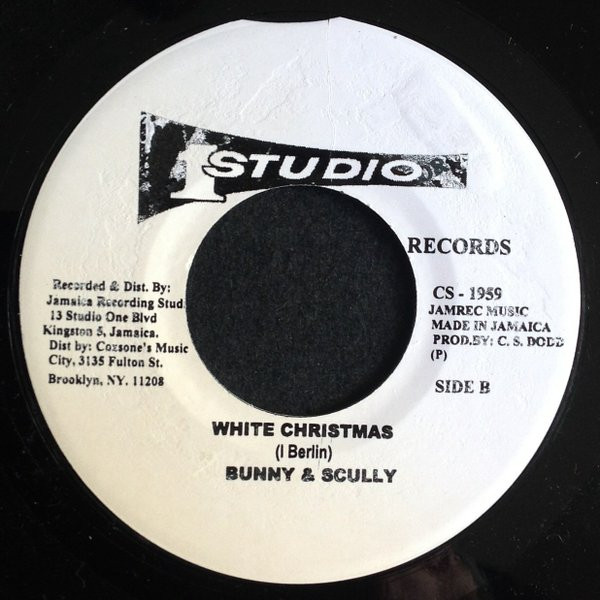 1 STUDIO
RECORDS
Recorded & Dist. By:
Jamaica Recording Stud
13 Studio One Blvd
Kingston 5, Jamaica.
Dist by: Coxsone's Music
City, 3135 Fulton St.
Brooklyn, NY. 11208
CS - 1959
JAMREC MUSIC
MADE IN JAMAICA
PROD.BY: C. S. DODD
(P)
SIDE B
WHITE CHRISTMAS
(I Berlin)
BUNNY & SCULLY